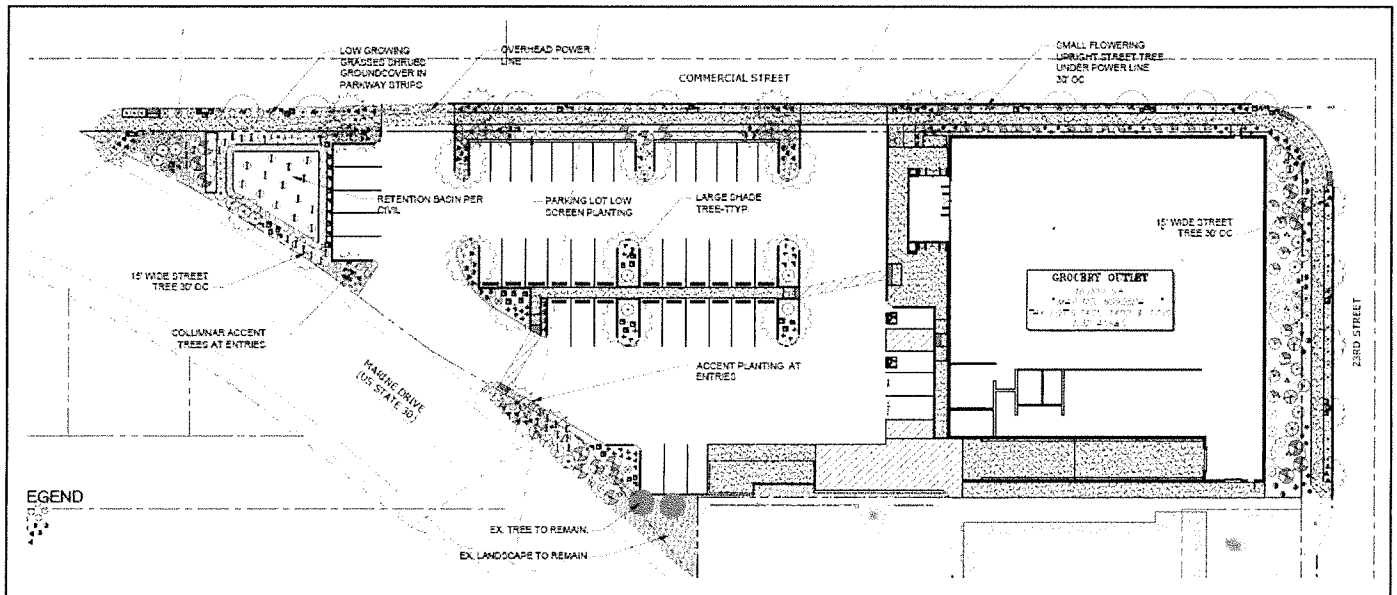 LOW GROWING
GRASSES SHRUBS
GROUNDCOVER IN
PARKWAY STRIPS
OVERHEAD POWER
LINE
COMMERCIAL STREET
SMALL FLOWERING
UPRIGHT STREET TREE
UNDER POWER LINE
30' OC
RETENTION BASIN PER
CIVIL
PARKING LOT LOW
SCREEN PLANTING
LARGE SHADE
TREE-TTYP.
15' WIDE STREET
TREE 30' OC
15' WIDE STREET
TREE 30' OC
GROCERY OUTLET
COLUMNAR ACCENT
TREES AT ENTRIES
MARINE DRIVE
(US STATE 30)
ACCENT PLANTING AT
ENTRIES
23RD STREET
EGEND
EX. TREE TO REMAIN
EX. LANDSCAPE TO REMAIN